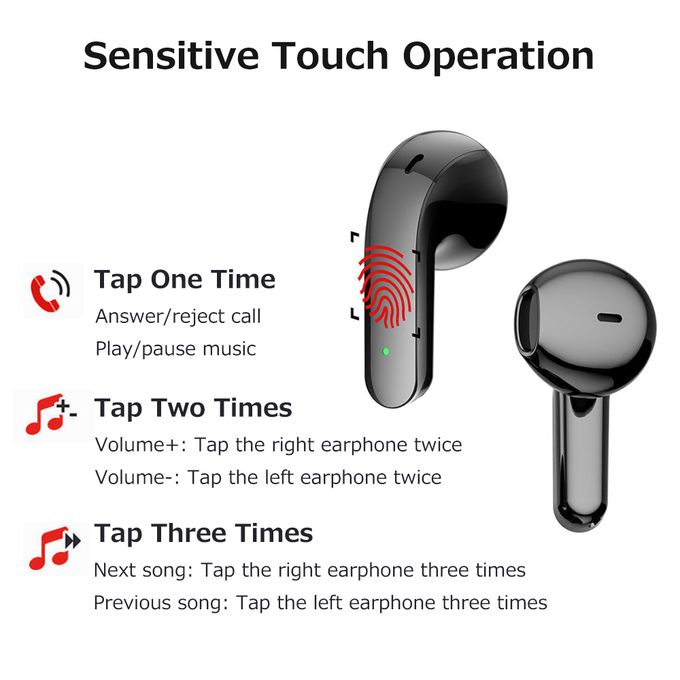 Sensitive Touch Operation
Tap One Time
Answer/reject call
Play/pause music
Tap Two Times
Volume+: Tap the right earphone twice
Volume-: Tap the left earphone twice
Tap Three Times
Next song: Tap the right earphone three times
Previous song: Tap the left earphone three times